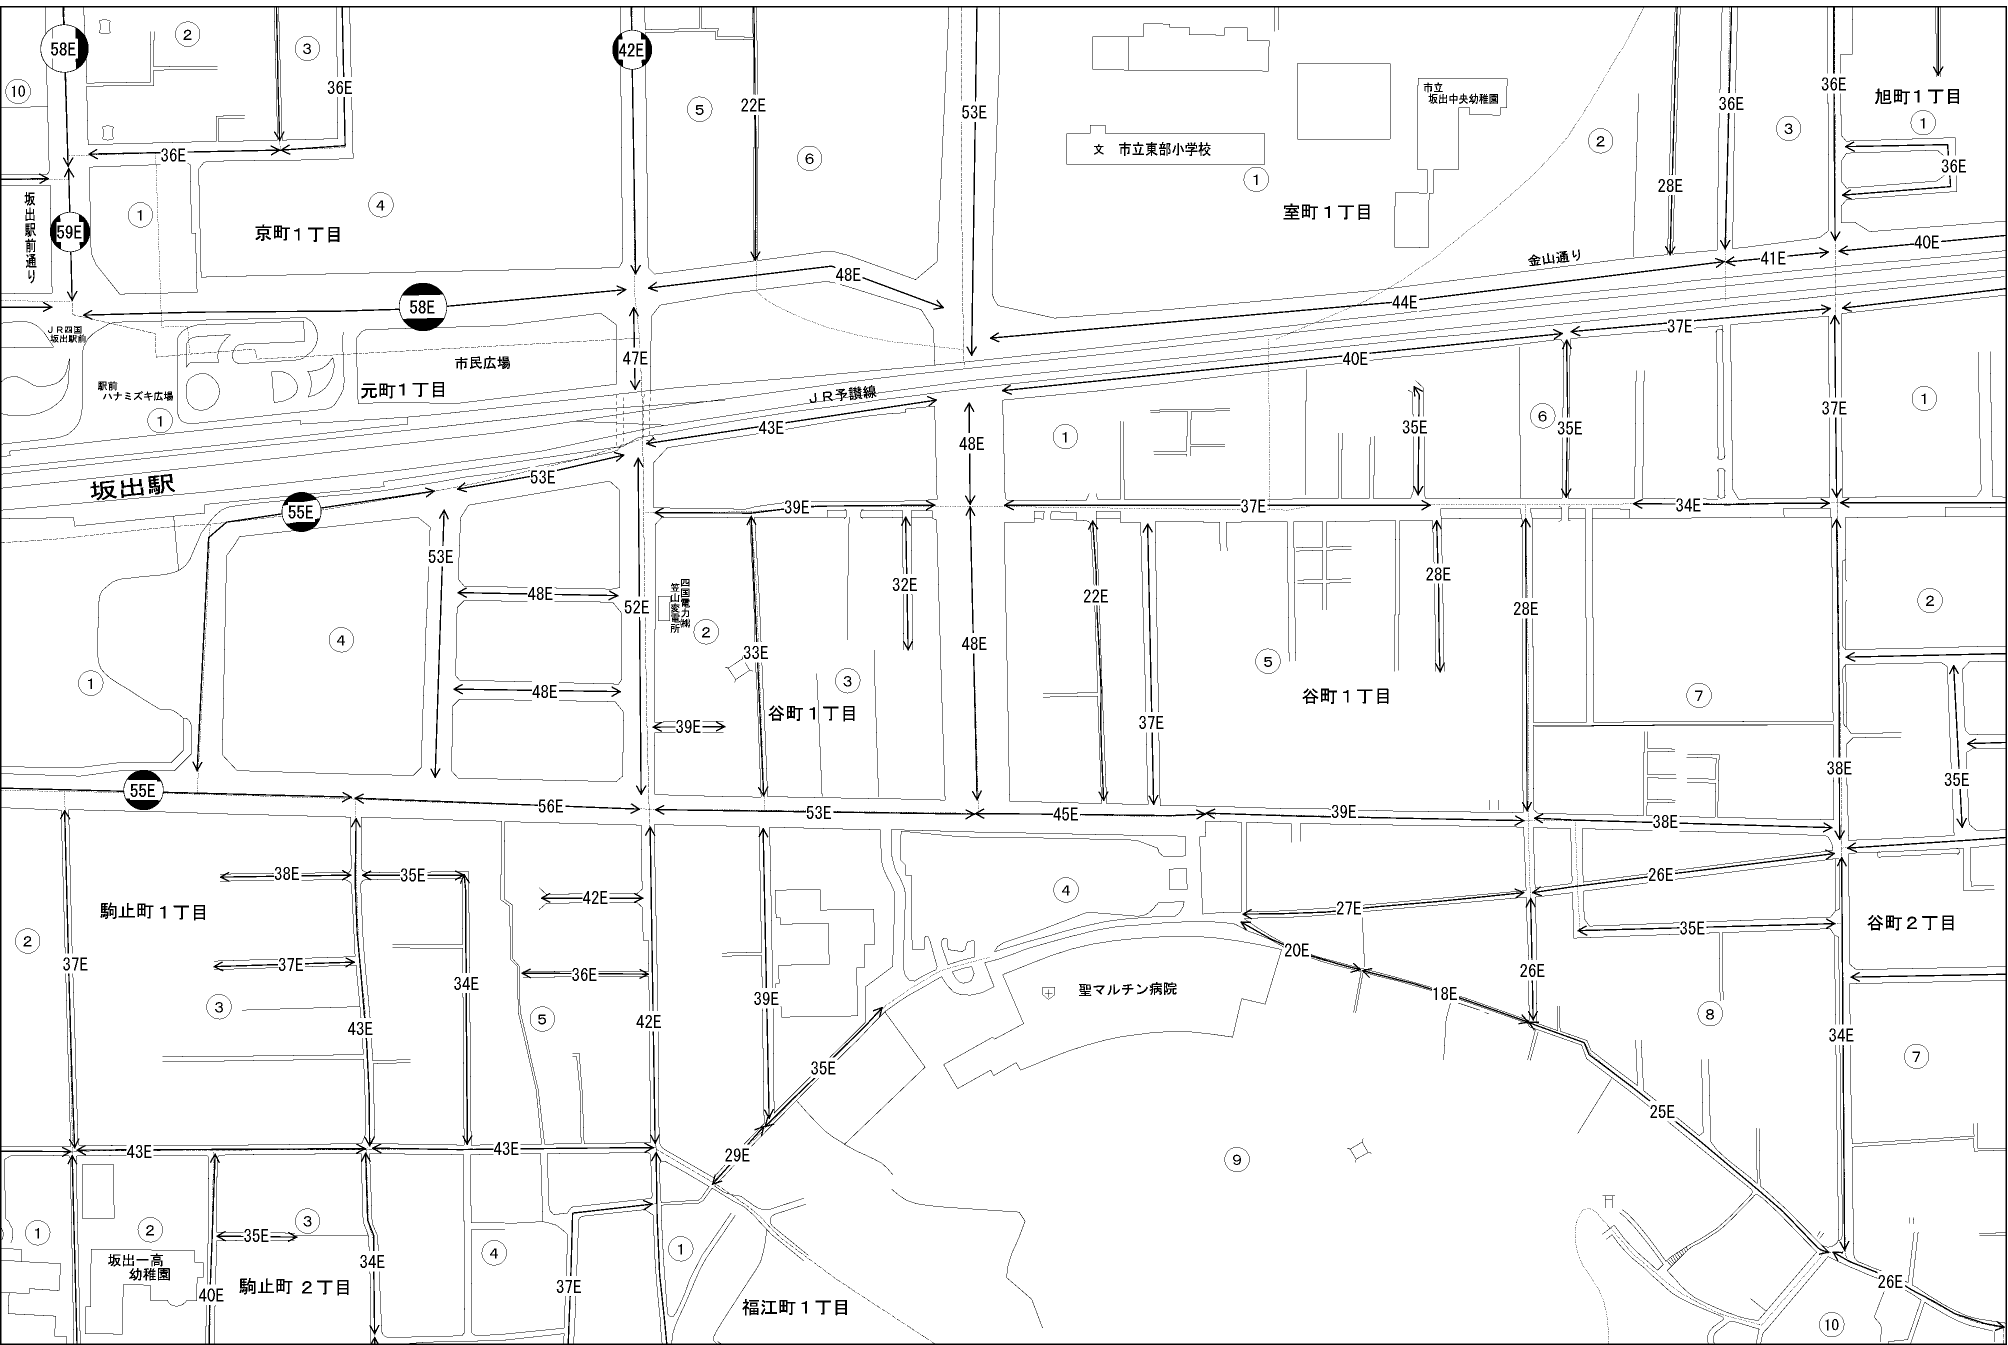 58E
②
③
42E
⑩
36E
22E
⑤
53E
市立
坂出中央幼稚園
36E
36E
旭町1丁目
③
①
②
文 市立東部小学校
36E
⑥
①
36E
28E
坂出駅前通り
59E
①
④
京町1丁目
室町1丁目
金山通り
41E
40E
48E
58E
44E
JR四国
坂出駅前
47E
37E
市民広場
40E
駅前
ハナミズキ広場
元町1丁目
JR予讃線
①
43E
①
48E
35E
⑥
35E
37E
①
坂出駅
53E
55E
39E
37E
34E
53E
48E
52E
四国電力㈱
笠山変電所
②
32E
22E
28E
28E
②
④
33E
48E
⑤
①
48E
③
谷町1丁目
谷町1丁目
⑦
39E
37E
38E
35E
55E
56E
53E
45E
39E
38E
38E
35E
42E
④
26E
駒止町1丁目
27E
35E
谷町2丁目
②
37E
37E
36E
34E
39E
聖マルチン病院
20E
26E
18E
③
43E
⑤
42E
⑧
34E
⑦
35E
25E
43E
43E
29E
⑨
①
②
③
35E
④
①
坂出一高
幼稚園
34E
駒止町2丁目
40E
37E
福江町1丁目
26E
⑩